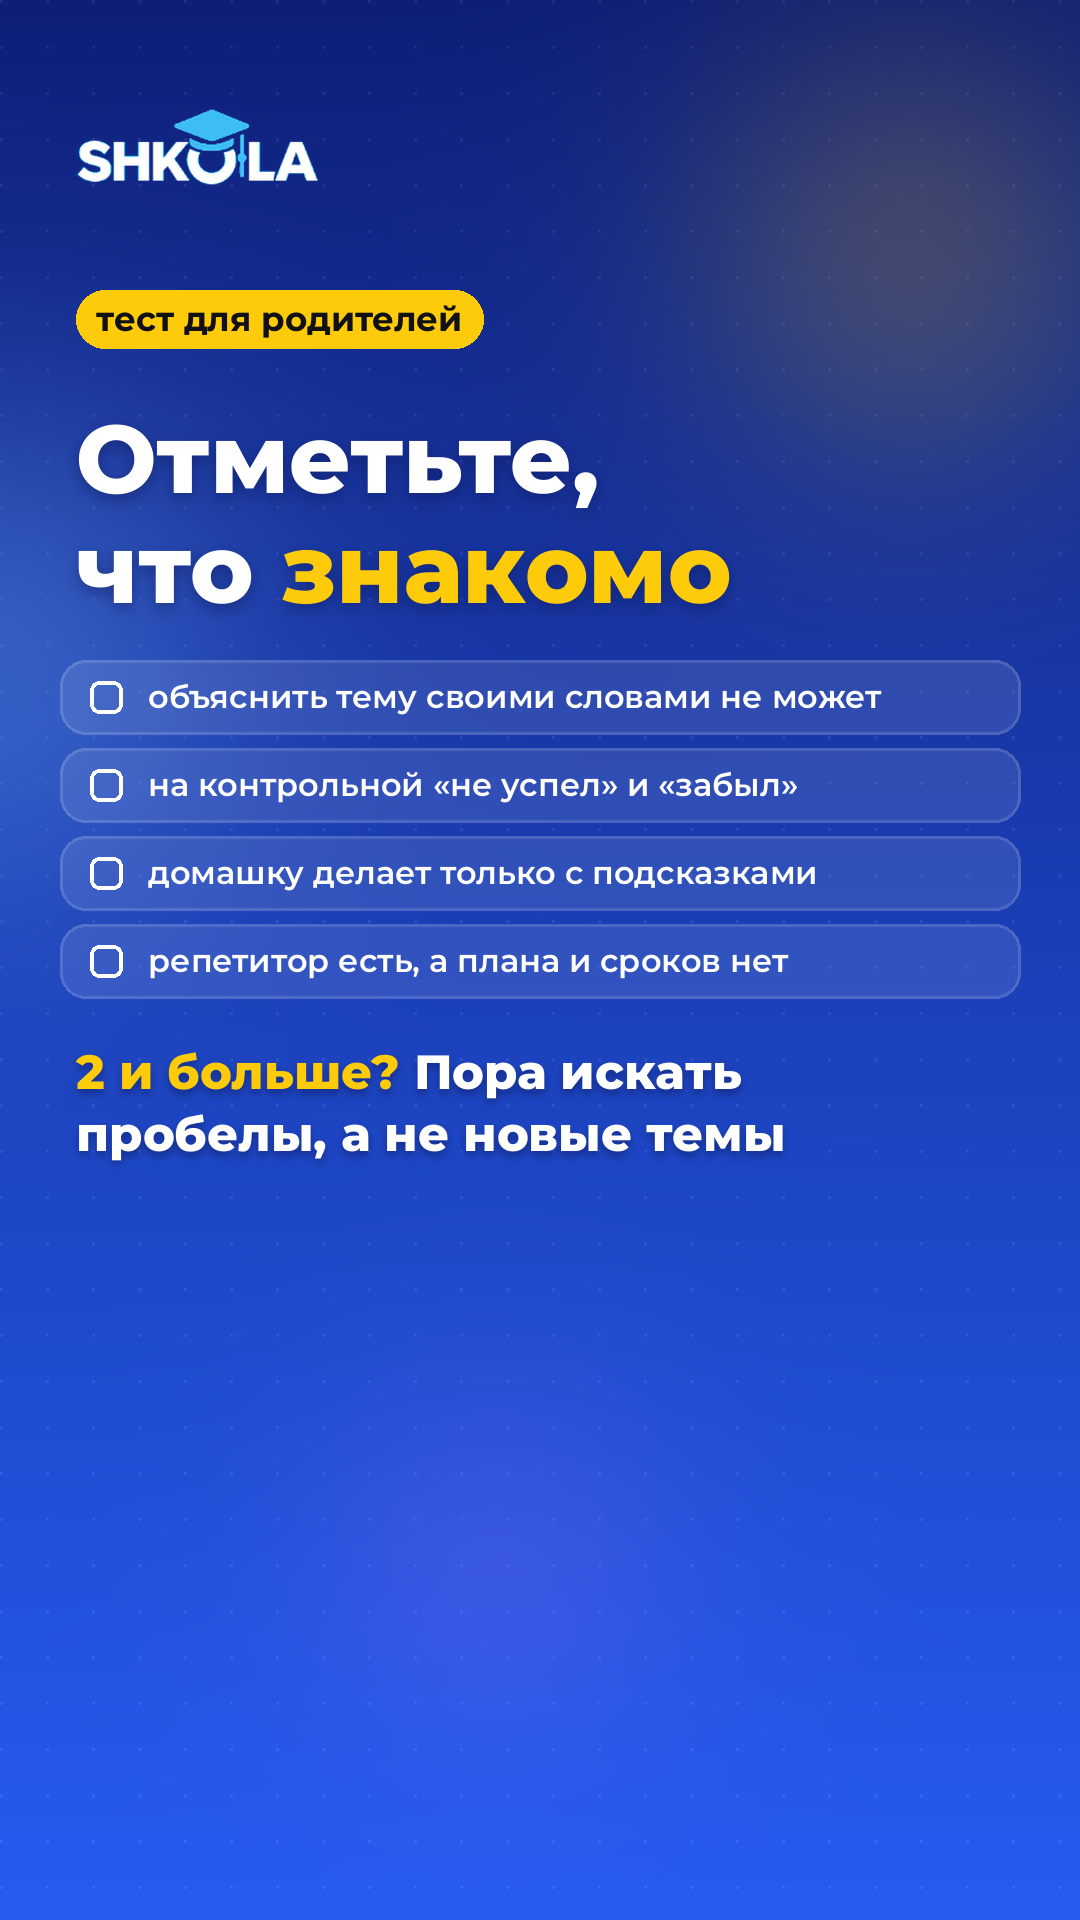 SHKOLA
тест для родителей
Отметьте,
что знакомо
объяснить тему своими словами не может
на контрольной «не успел» и «забыл»
домашку делает только с подсказками
репетитор есть, а плана и сроков нет
2 и больше? Пора искать
пробелы, а не новые темы